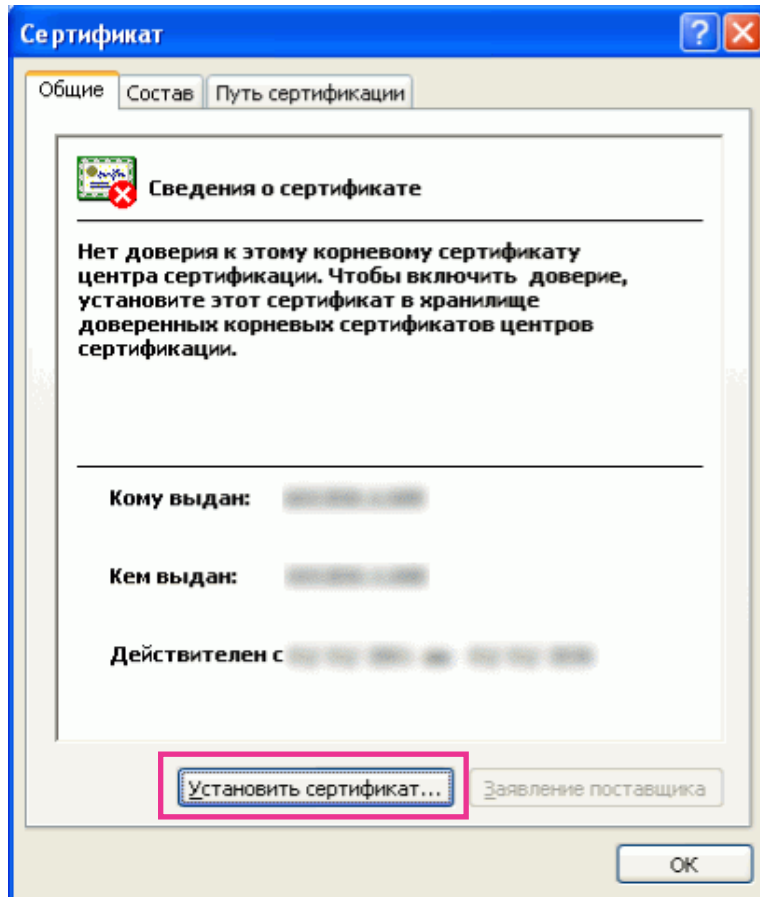 Сертификат
Общие Состав Путь сертификации
Сведения о сертификате
Нет доверия к этому корневому сертификату
центра сертификации. Чтобы включить доверие,
установите этот сертификат в хранилище
доверенных корневых сертификатов центров
сертификации.
Кому выдан:
Кем выдан:
Действителен с
Установить сертификат... Заявление поставщика
ОК